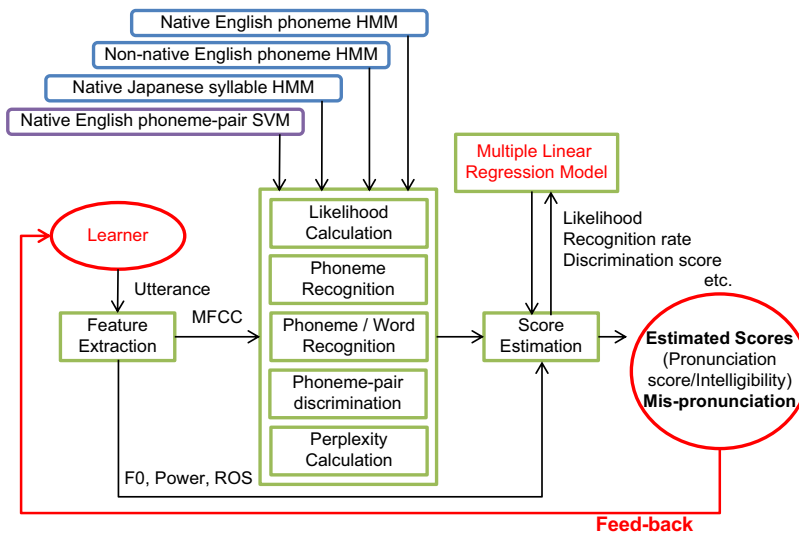 Native English phoneme HMM
Non-native English phoneme HMM
Native Japanese syllable HMM
Native English phoneme-pair SVM
Multiple Linear
Regression Model
Likelihood
Calculation
Likelihood
Recognition rate
Discrimination score
etc.
Learner
Phoneme
Recognition
Utterance
MFCC
Feature
Extraction
Phoneme / Word
Recognition
Score
Estimation
Estimated Scores
(Pronunciation
score/Intelligibility)
Mis-pronunciation
Phoneme-pair
discrimination
Perplexity
Calculation
F0, Power, ROS
Feed-back